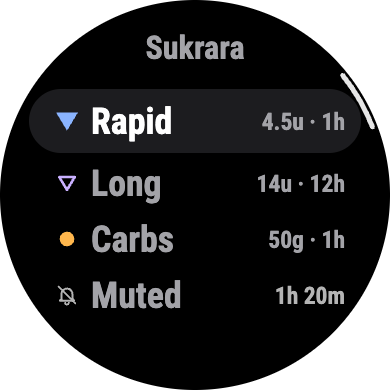 Sukrara
Rapid 4.5u · 1h
Long 14u · 12h
Carbs 50g · 1h
Muted 1h 20m